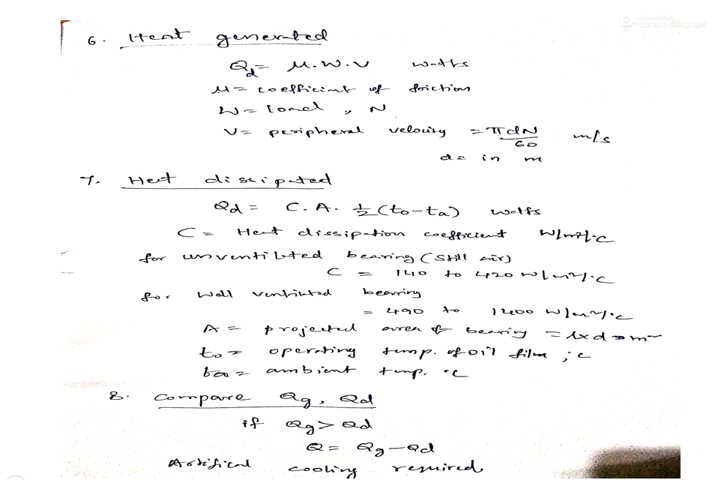 6. Heat generated
Qd = μ.W.V watts
μ = coefficient of friction
W = load, N
V = peripheral velocity = πdN/60 m/s
d = in m
7. Heat dissipated
Qd = C.A. 1/2 (to-ta) watts
C = Heat dissipation coefficient W/m²/°C
for unventilated bearing (Still air)
C = 140 to 420 W/m²/°C
for Well ventilated bearing
= 490 to 1400 W/m²/°C
A = projected area of bearing = l×d = m²
to = operating temp. of oil film, °C
ta = ambient temp. °C
8. Compare Qg, Qd
if Qg > Qd
Q = Qg - Qd
Artifical cooling required